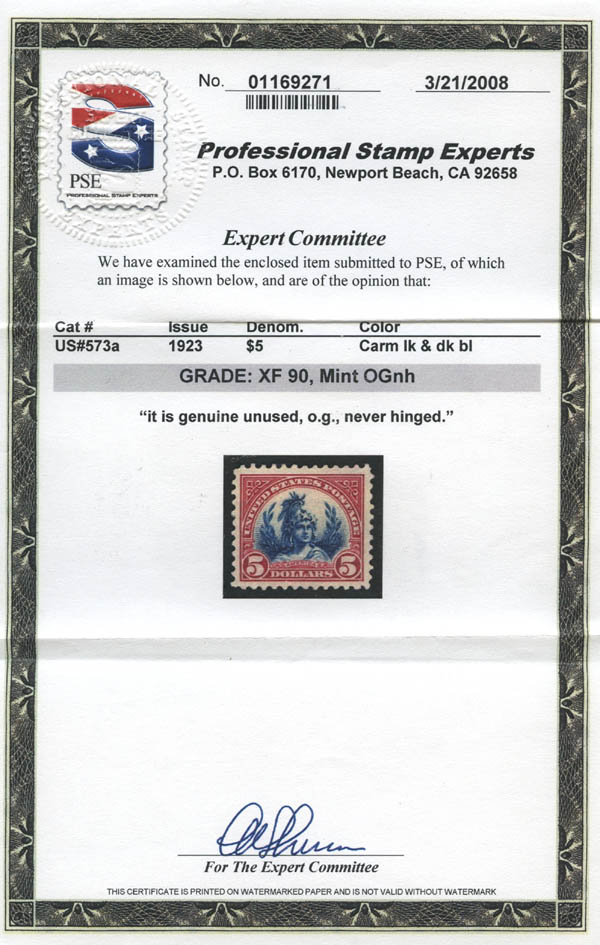 No. 01169271 3/21/2008
PSE
PROFESSIONAL STAMP EXPERTS
Professional Stamp Experts
P.O. Box 6170, Newport Beach, CA 92658
Expert Committee
We have examined the enclosed item submitted to PSE, of which
an image is shown below, and are of the opinion that:
Cat # Issue Denom. Color
US#573a 1923 $5 Carm lk & dk bl
GRADE: XF 90, Mint OGnh
“it is genuine unused, o.g., never hinged.”
UNITED STATES POSTAGE
AMERICA
5 DOLLARS 5
For The Expert Committee
THIS CERTIFICATE IS PRINTED ON WATERMARKED PAPER AND IS NOT VALID WITHOUT WATERMARK